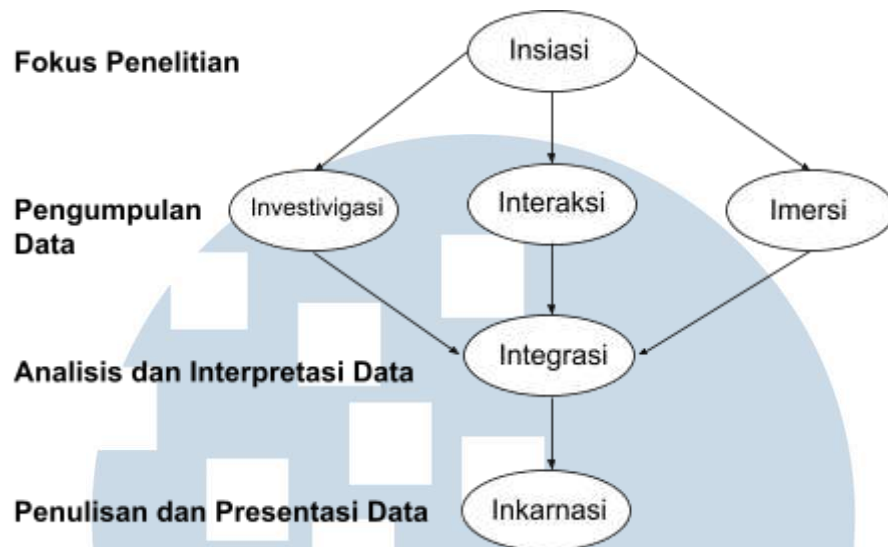 Fokus Penelitian
Insiasi
Pengumpulan
Data
Investivigasi
Interaksi
Imersi
Analisis dan Interpretasi Data
Integrasi
Penulisan dan Presentasi Data
Inkarnasi